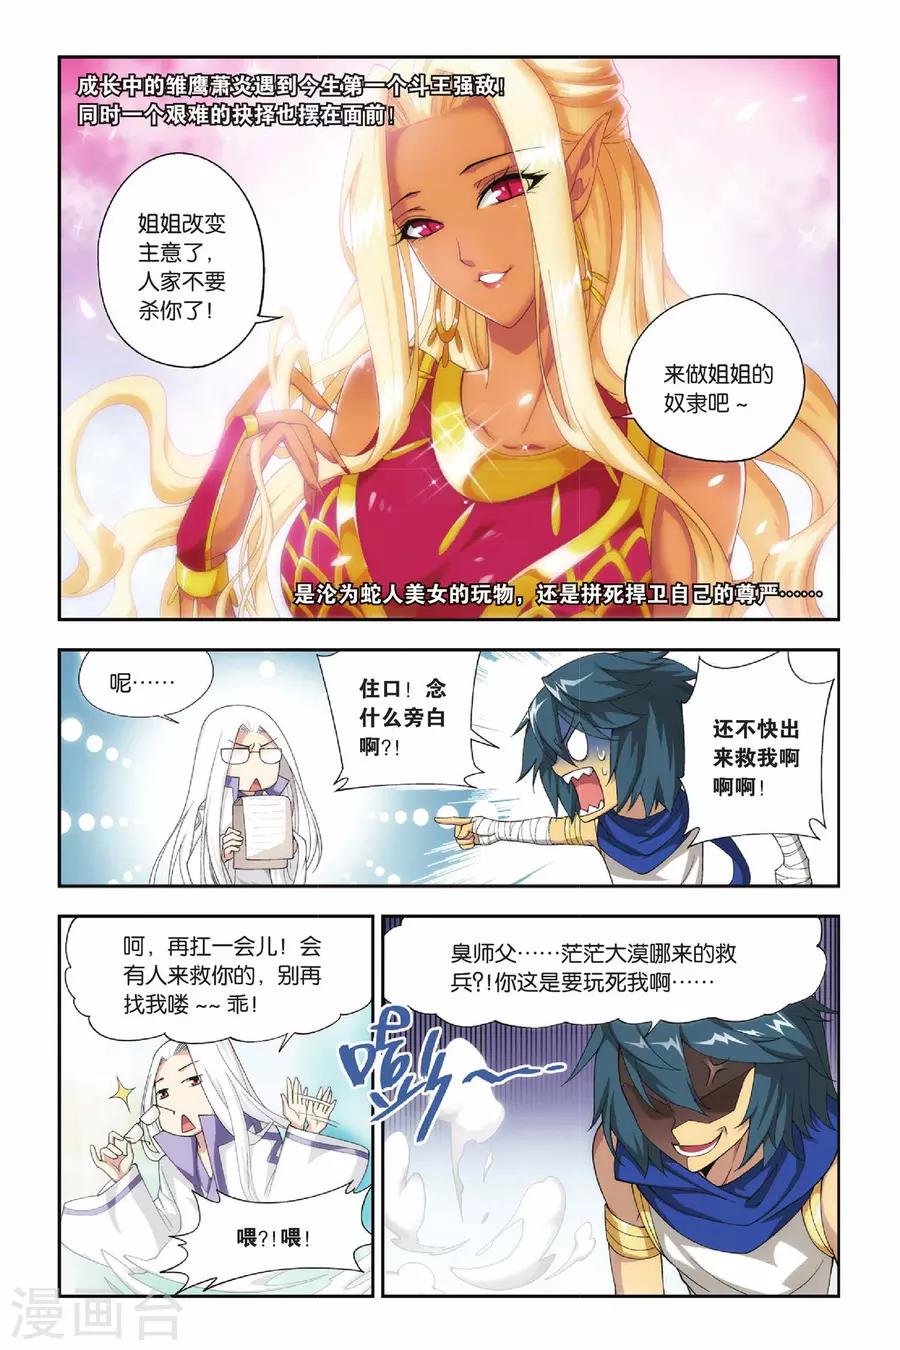 成长中的雏鹰萧炎遇到今生第一个斗王强敌!
同时一个艰难的抉择也摆在面前!
姐姐改变
主意了，
人家不要
杀你了!
来做姐姐的
奴隶吧~
是沦为蛇人美女的玩物，还是拼死捍卫自己的尊严……
呢……
住口! 念
什么旁白
啊?!
还不快出
来救我啊
啊啊!
呵，再扛一会儿! 会
有人来救你的，别再
找我喽~~乖!
喂?! 喂!
嘭~
臭师父……茫茫大漠哪来的救
兵?!你这是要玩死我啊……
漫画台